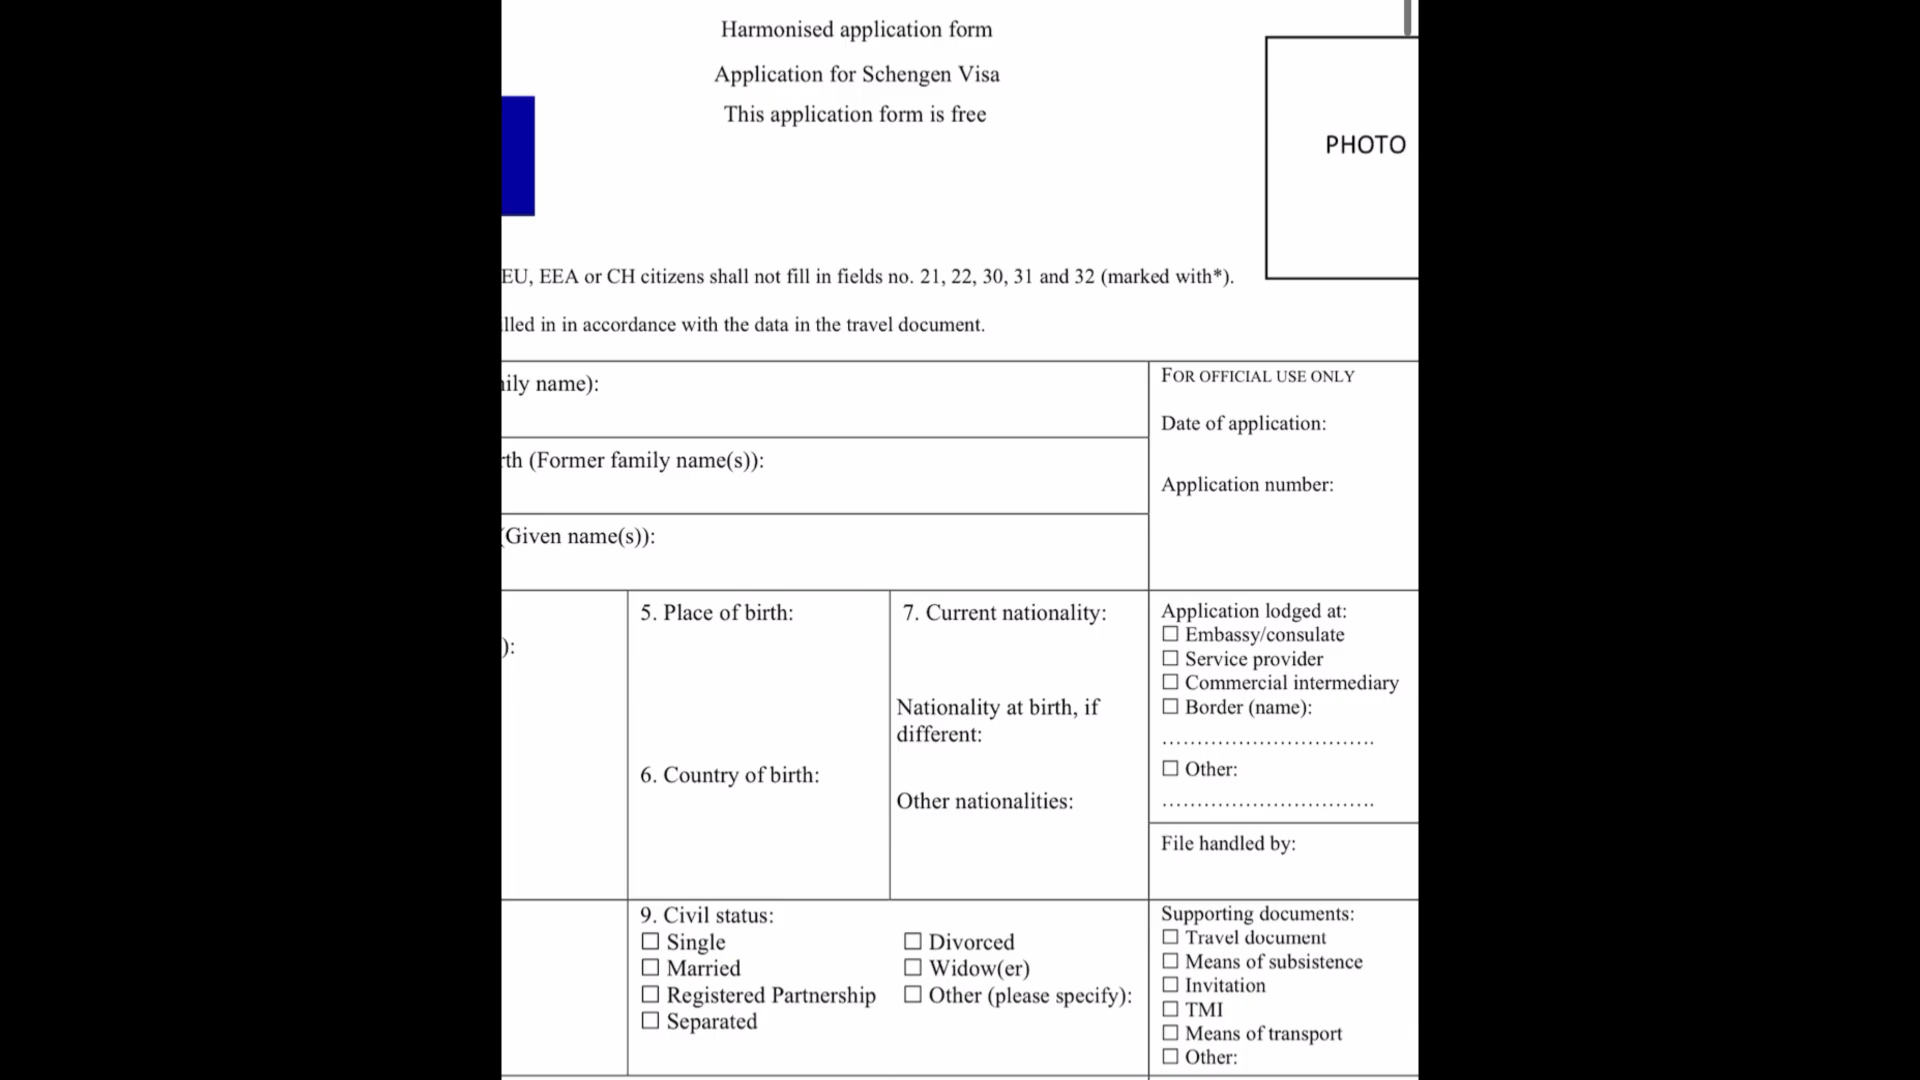 Harmonised application form
Application for Schengen Visa
This application form is free
PHOTO
EU, EEA or CH citizens shall not fill in fields no. 21, 22, 30, 31 and 32 (marked with*).
lled in in accordance with the data in the travel document.
ily name):
th (Former family name(s)):
(Given name(s)):
FOR OFFICIAL USE ONLY
Date of application:
Application number:
):
5. Place of birth:
6. Country of birth:
7. Current nationality:
Nationality at birth, if
different:
Other nationalities:
Application lodged at:
☐ Embassy/consulate
☐ Service provider
☐ Commercial intermediary
☐ Border (name):
…………………………..
☐ Other:
…………………………..
File handled by:
9. Civil status:
☐ Single
☐ Married
☐ Registered Partnership
☐ Separated
☐ Divorced
☐ Widow(er)
☐ Other (please specify):
Supporting documents:
☐ Travel document
☐ Means of subsistence
☐ Invitation
☐ TMI
☐ Means of transport
☐ Other: